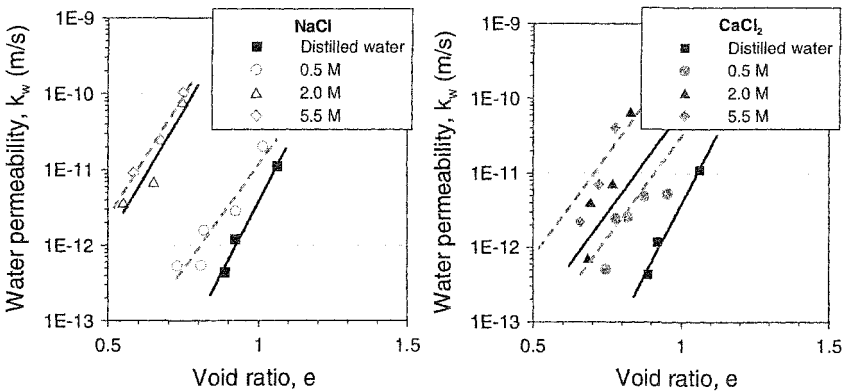 NaCl
Distilled water
0.5 M
2.0 M
5.5 M
1E-9
1E-10
1E-11
1E-12
1E-13
0.5
1
1.5
Water permeability, kw (m/s)
Void ratio, e
CaCl2
Distilled water
0.5 M
2.0 M
5.5 M
1E-9
1E-10
1E-11
1E-12
1E-13
0.5
1
1.5
Water permeability, kw (m/s)
Void ratio, e